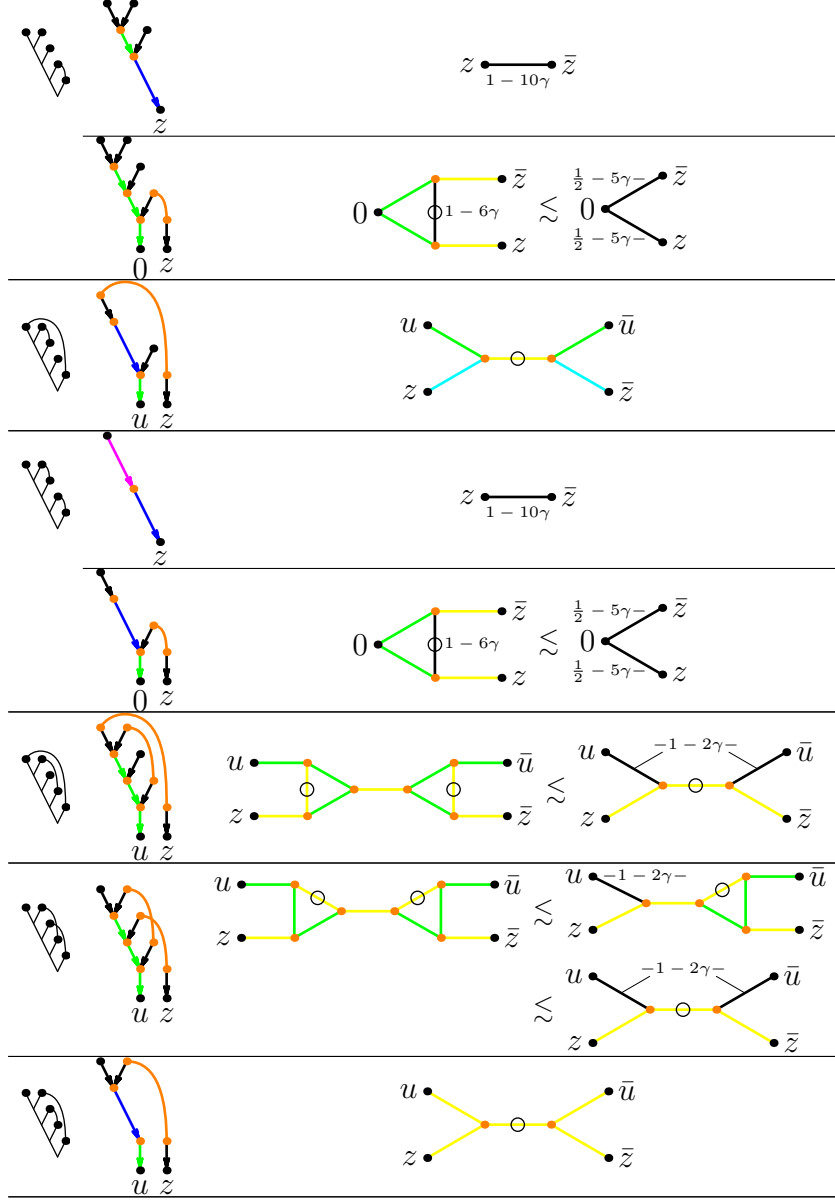 z
z z̄
1 − 10γ
0 z
0 z̄ z
1 − 6γ
≲
½ − 5γ−
0
½ − 5γ−
z̄
z
u z
u ū
z z̄
z
z z̄
1 − 10γ
0 z
0 z̄ z
1 − 6γ
≲
½ − 5γ−
0
½ − 5γ−
z̄
z
u z
u ū
z z̄
≲
u −1 − 2γ− ū
z z̄
u z
u ū
z z̄
≲
u −1 − 2γ− ū
z z̄
≲
u −1 − 2γ− ū
z z̄
u z
u ū
z z̄